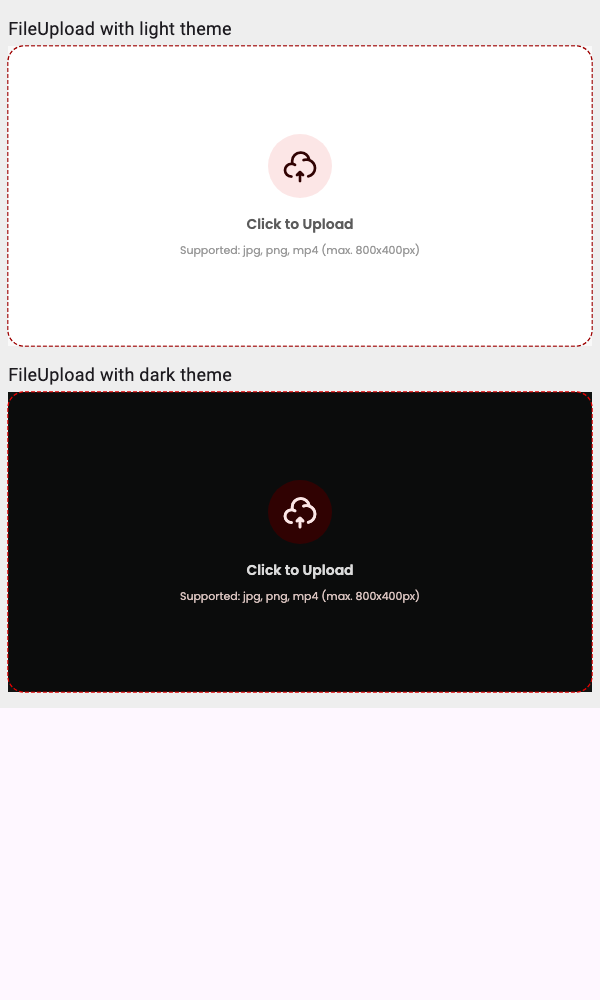 FileUpload with light theme
Click to Upload
Supported: jpg, png, mp4 (max. 800x400px)
FileUpload with dark theme
Click to Upload
Supported: jpg, png, mp4 (max. 800x400px)